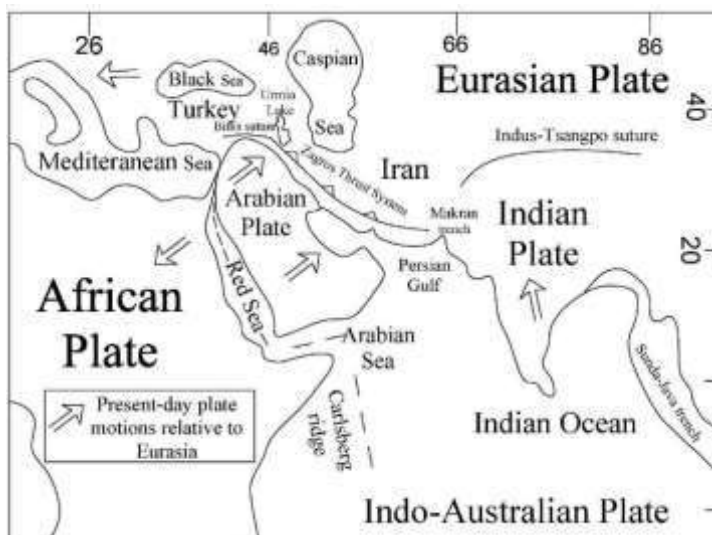 26
46
66
86
Caspian
Sea
Eurasian Plate
Black Sea
Urmia
Lake
Turkey
40
Bitlis suture
Indus-Tsangpo suture
Mediterranean Sea
Zagros Thrust System
Iran
Arabian
Plate
Makran
trench
Indian
Plate
20
Persian
Gulf
African
Plate
Red Sea
Arabian
Sea
Sunda-Java trench
Present-day plate
motions relative to
Eurasia
Carlsberg
ridge
Indian Ocean
Indo-Australian Plate